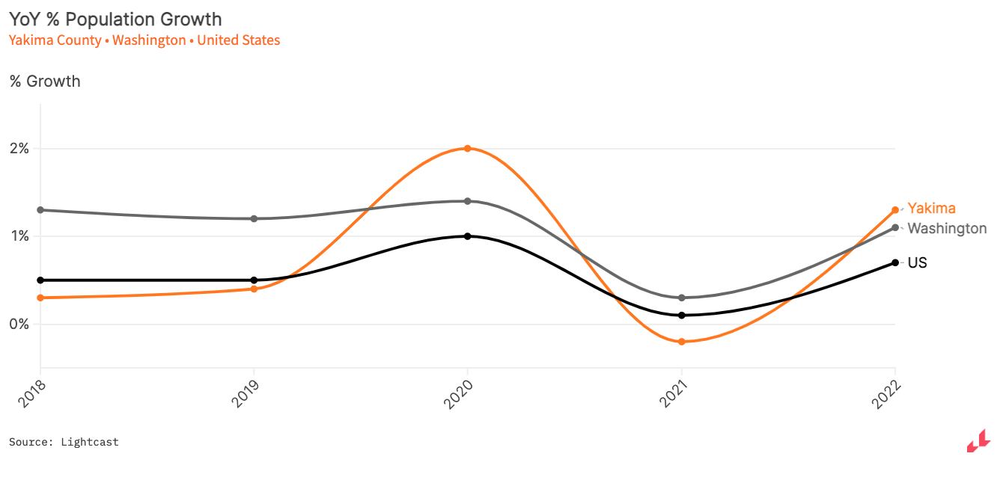 YoY % Population Growth
Yakima County • Washington • United States
% Growth
2%
1%
0%
Yakima
Washington
US
2018
2019
2020
2021
2022
Source: Lightcast